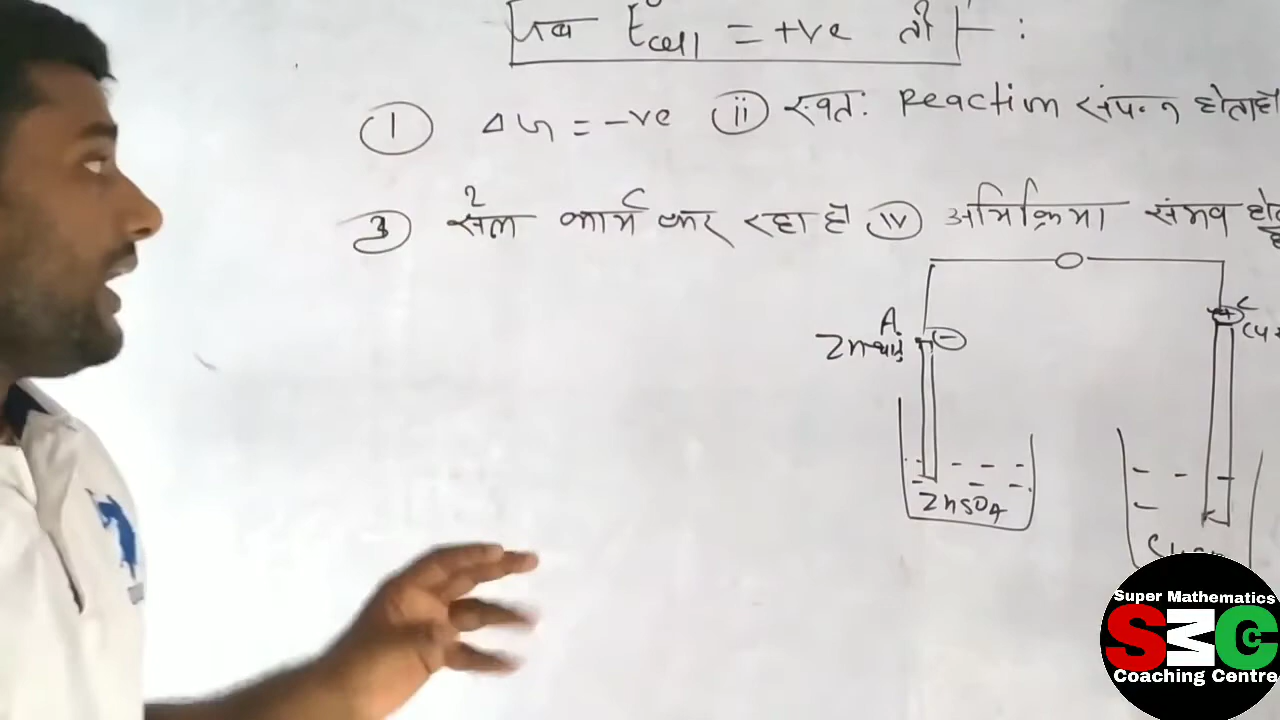 जब E°cell = +ve तो :
① ΔG = -ve ⓘⓘ स्वतः Reaction संपन्न होता है
③ सेल कार्य कर रहा है ⓘⓥ अभिक्रिया संभव
A
C
Zn
-
+
ZnSO4
Super Mathematics
SMC
Coaching Centre